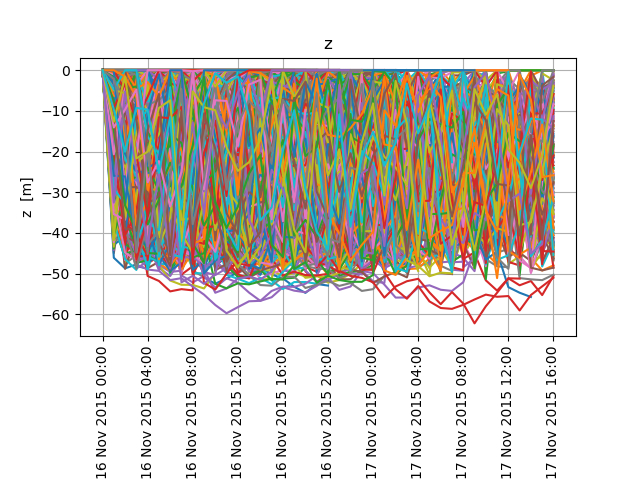 z
z [m]
0
−10
−20
−30
−40
−50
−60
16 Nov 2015 00:00
16 Nov 2015 04:00
16 Nov 2015 08:00
16 Nov 2015 12:00
16 Nov 2015 16:00
16 Nov 2015 20:00
17 Nov 2015 00:00
17 Nov 2015 04:00
17 Nov 2015 08:00
17 Nov 2015 12:00
17 Nov 2015 16:00